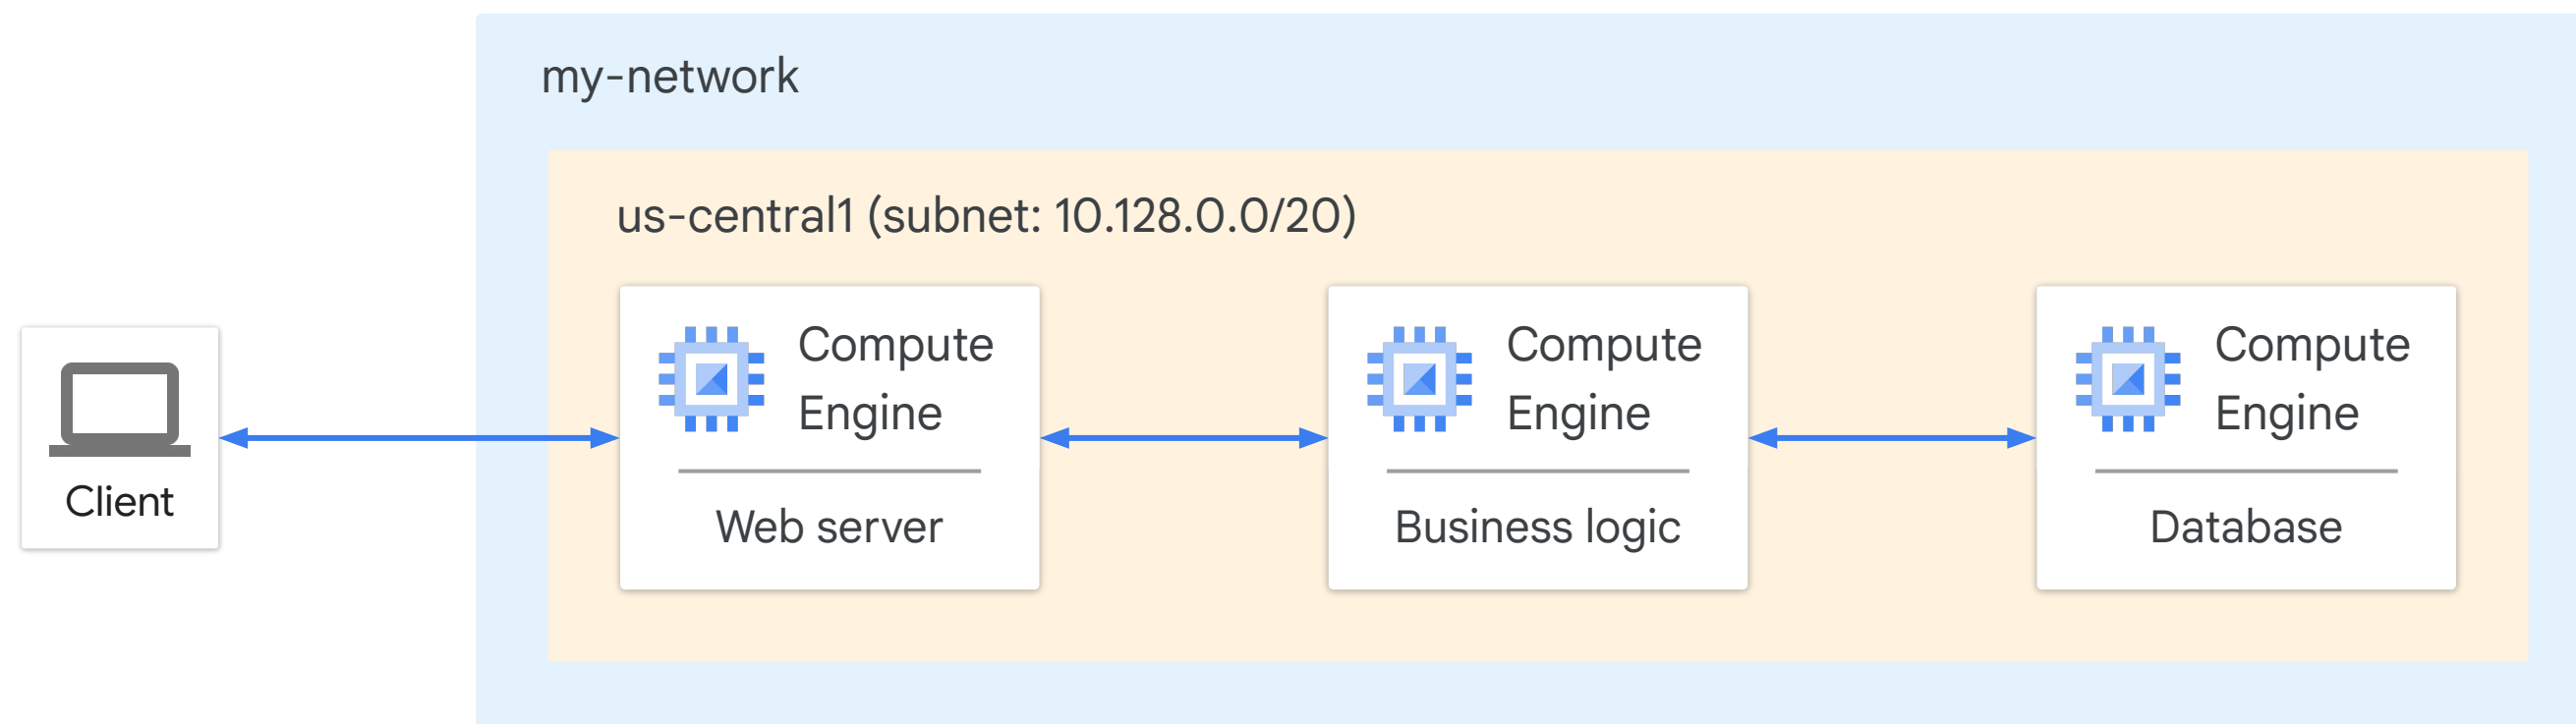 my-network
us-central1 (subnet: 10.128.0.0/20)
Client
Compute
Engine
Web server
Compute
Engine
Business logic
Compute
Engine
Database